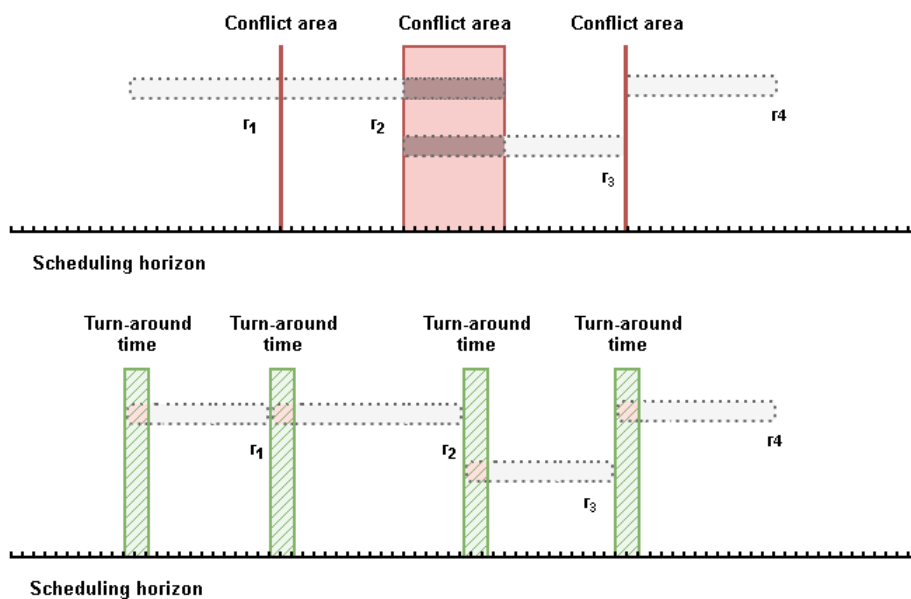 Conflict area Conflict area Conflict area
r1 r2 r3 r4
Scheduling horizon
Turn-around time Turn-around time Turn-around time Turn-around time
r1 r2 r3 r4
Scheduling horizon